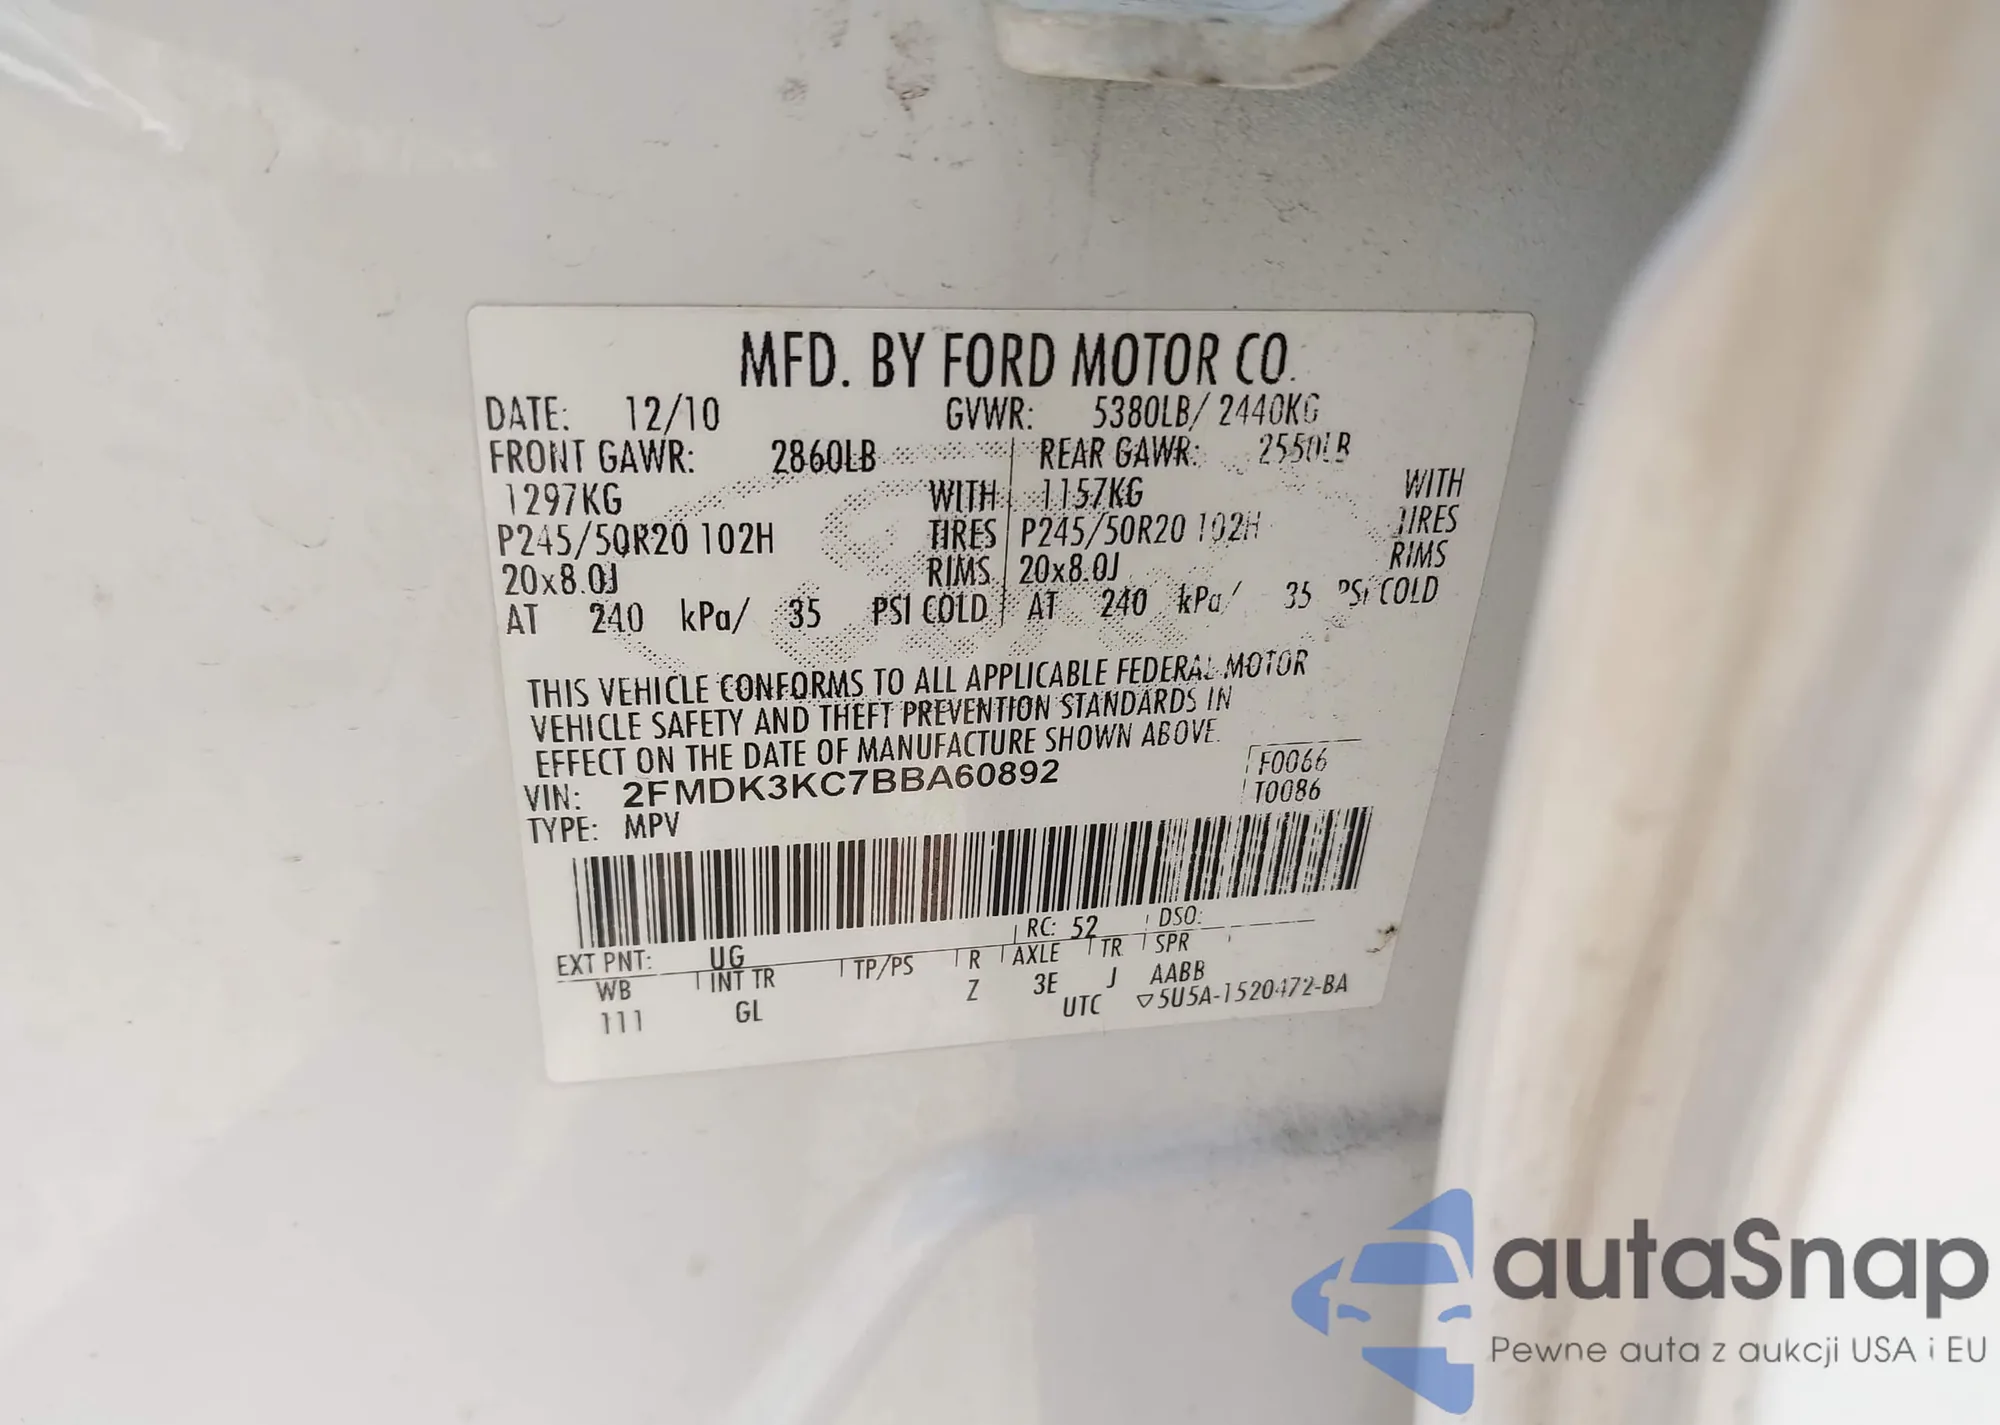 MFD. BY FORD MOTOR CO.
DATE: 12/10 GVWR: 5380LB/ 2440KG
FRONT GAWR: 2860LB REAR GAWR: 2550LB
1297KG WITH 1157KG WITH
P245/50R20 102H TIRES P245/50R20 102H TIRES
20x8.0J RIMS 20x8.0J RIMS
AT 240 kPa/ 35 PSI COLD AT 240 kPa/ 35 PSI COLD
THIS VEHICLE CONFORMS TO ALL APPLICABLE FEDERAL MOTOR
VEHICLE SAFETY AND THEFT PREVENTION STANDARDS IN
EFFECT ON THE DATE OF MANUFACTURE SHOWN ABOVE.
VIN: 2FMDK3KC7BBA60892 F0066
TYPE: MPV T0086
EXT PNT: UG RC: 52 DSO:
WB INT TR TP/PS R AXLE TR SPR
111 GL Z 3E J AABB
UTC ▽5U5A-1520472-BA
autaSnap
Pewne auta z aukcji USA i EU